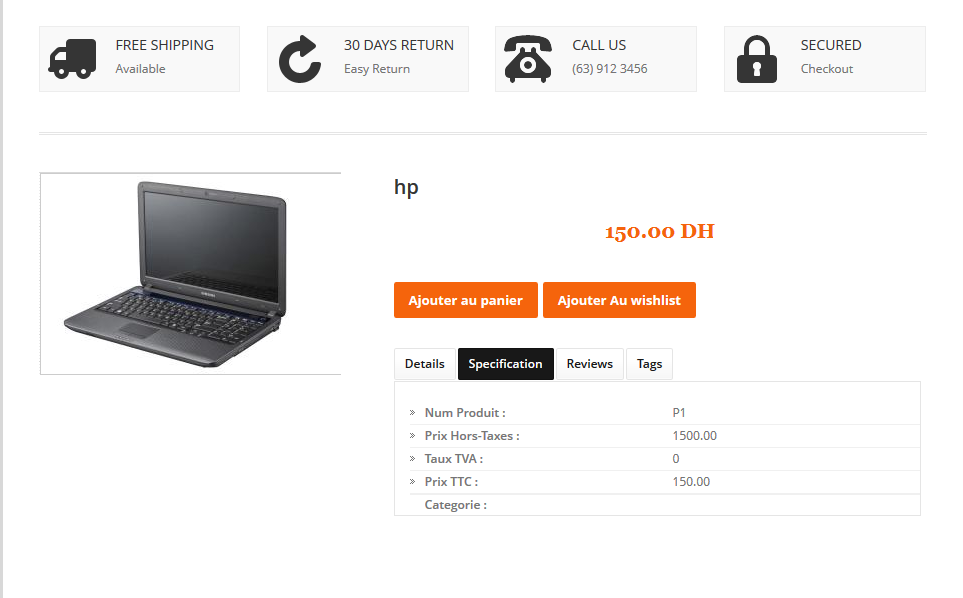 FREE SHIPPING
Available
30 DAYS RETURN
Easy Return
CALL US
(63) 912 3456
SECURED
Checkout
hp
150.00 DH
Ajouter au panier
Ajouter Au wishlist
Details
Specification
Reviews
Tags
» Num Produit : P1
» Prix Hors-Taxes : 1500.00
» Taux TVA : 0
» Prix TTC : 150.00
Categorie :